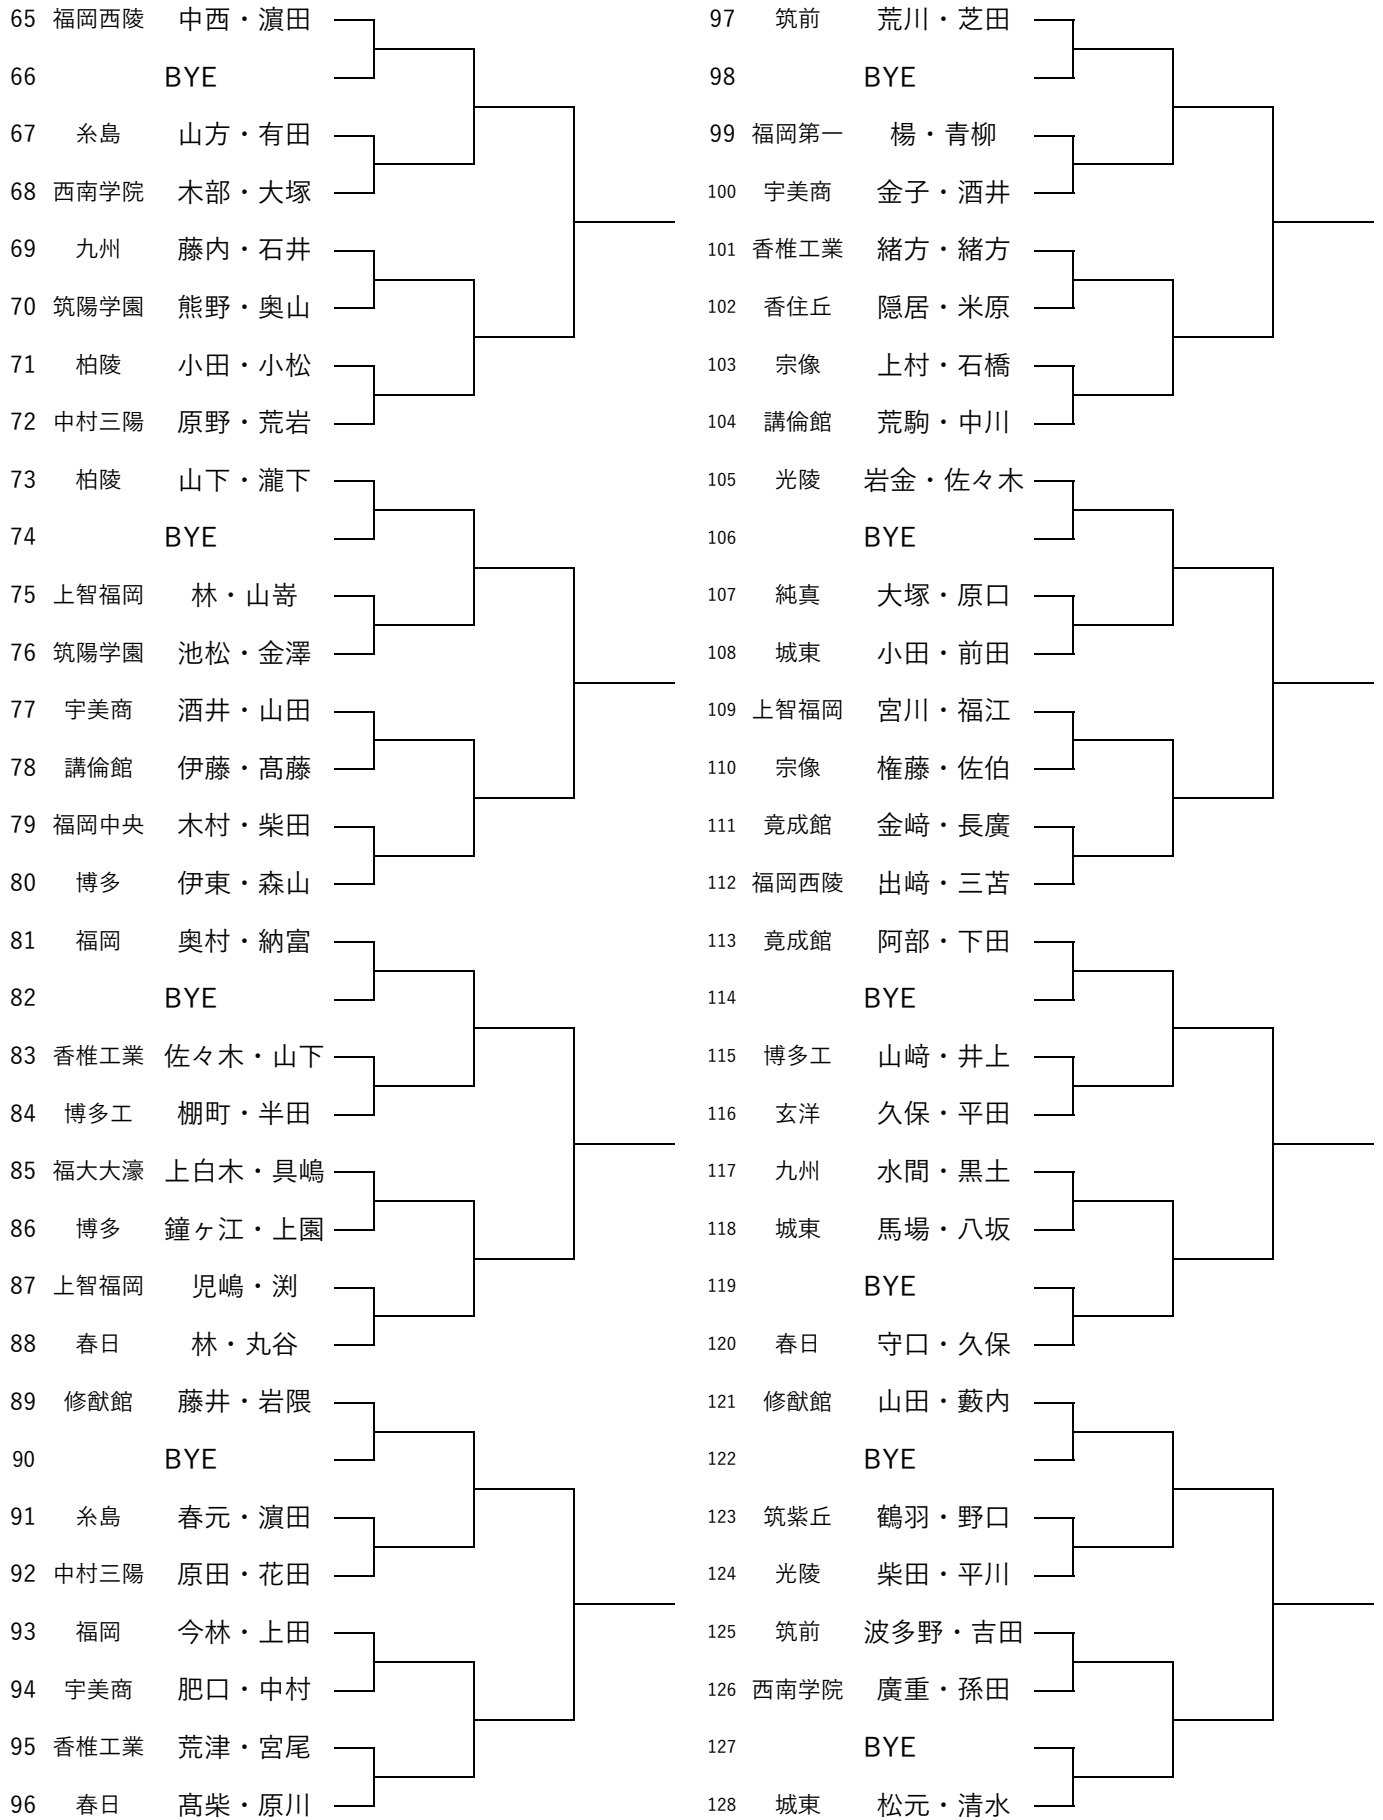 65 福岡西陵 中西・濵田
66 BYE
67 糸島 山方・有田
68 西南学院 木部・大塚
69 九州 藤内・石井
70 筑陽学園 熊野・奥山
71 柏陵 小田・小松
72 中村三陽 原野・荒岩
73 柏陵 山下・瀧下
74 BYE
75 上智福岡 林・山嵜
76 筑陽学園 池松・金澤
77 宇美商 酒井・山田
78 講倫館 伊藤・髙藤
79 福岡中央 木村・柴田
80 博多 伊東・森山
81 福岡 奥村・納富
82 BYE
83 香椎工業 佐々木・山下
84 博多工 棚町・半田
85 福大大濠 上白木・具嶋
86 博多 鐘ヶ江・上園
87 上智福岡 児嶋・渕
88 春日 林・丸谷
89 修猷館 藤井・岩隈
90 BYE
91 糸島 春元・濵田
92 中村三陽 原田・花田
93 福岡 今林・上田
94 宇美商 肥口・中村
95 香椎工業 荒津・宮尾
96 春日 髙柴・原川
97 筑前 荒川・芝田
98 BYE
99 福岡第一 楊・青柳
100 宇美商 金子・酒井
101 香椎工業 緒方・緒方
102 香住丘 隠居・米原
103 宗像 上村・石橋
104 講倫館 荒駒・中川
105 光陵 岩金・佐々木
106 BYE
107 純真 大塚・原口
108 城東 小田・前田
109 上智福岡 宮川・福江
110 宗像 権藤・佐伯
111 竟成館 金﨑・長廣
112 福岡西陵 出﨑・三苫
113 竟成館 阿部・下田
114 BYE
115 博多工 山﨑・井上
116 玄洋 久保・平田
117 九州 水間・黒土
118 城東 馬場・八坂
119 BYE
120 春日 守口・久保
121 修猷館 山田・藪内
122 BYE
123 筑紫丘 鶴羽・野口
124 光陵 柴田・平川
125 筑前 波多野・吉田
126 西南学院 廣重・孫田
127 BYE
128 城東 松元・清水